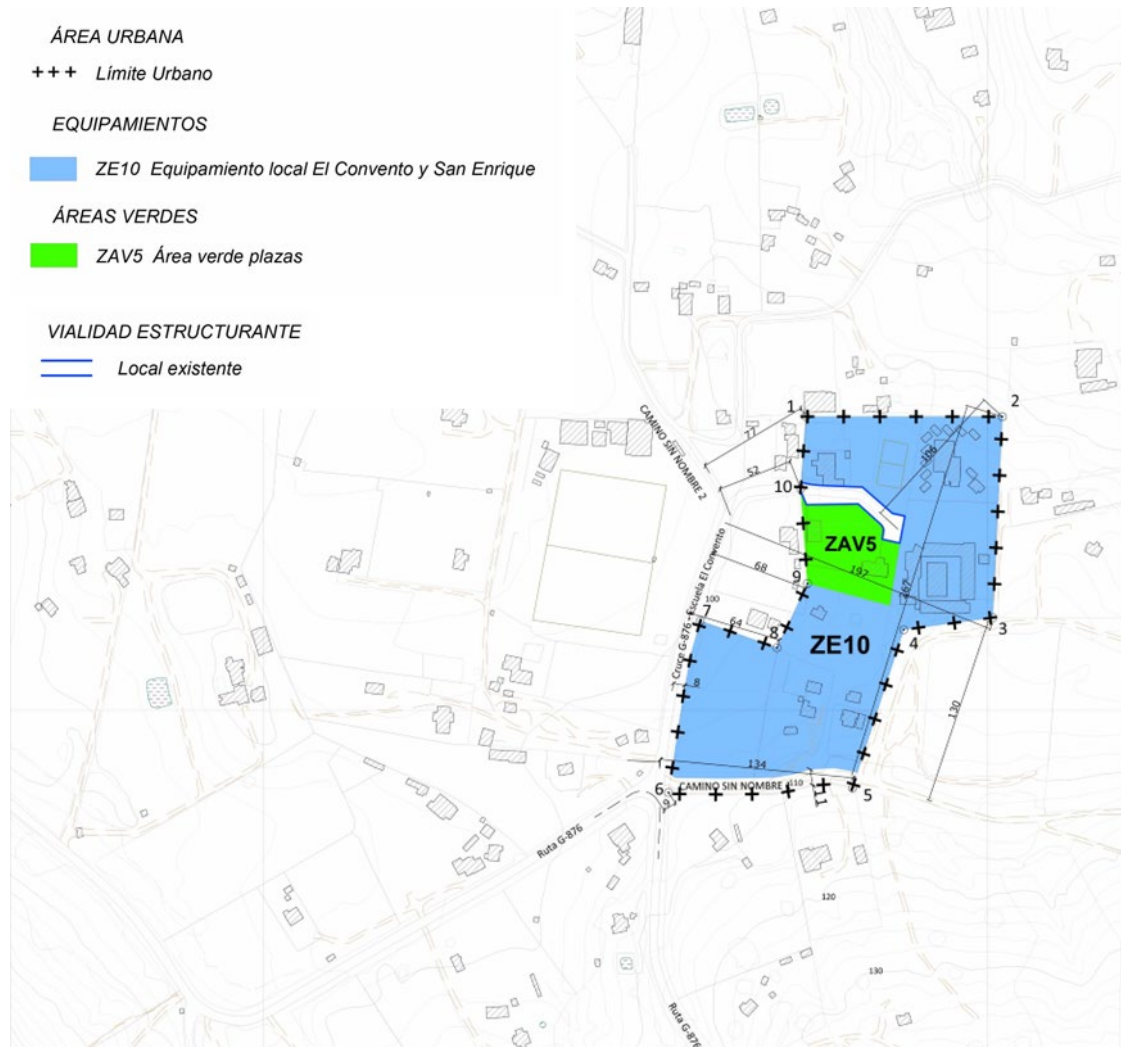 ÁREA URBANA
+++ Límite Urbano
EQUIPAMIENTOS
ZE10 Equipamiento local El Convento y San Enrique
ÁREAS VERDES
ZAV5 Área verde plazas
VIALIDAD ESTRUCTURANTE
Local existente
1
2
77
CAMINO SIN NOMBRE 2
106
52
10
ZAV5
197
267
Cruce G-876 - Escuela El Convento
68
9
100
7
64
8
3
4
ZE10
8
130
134
CAMINO SIN NOMBRE
110
11
5
6
9
Ruta G-876
120
130
Ruta G-876